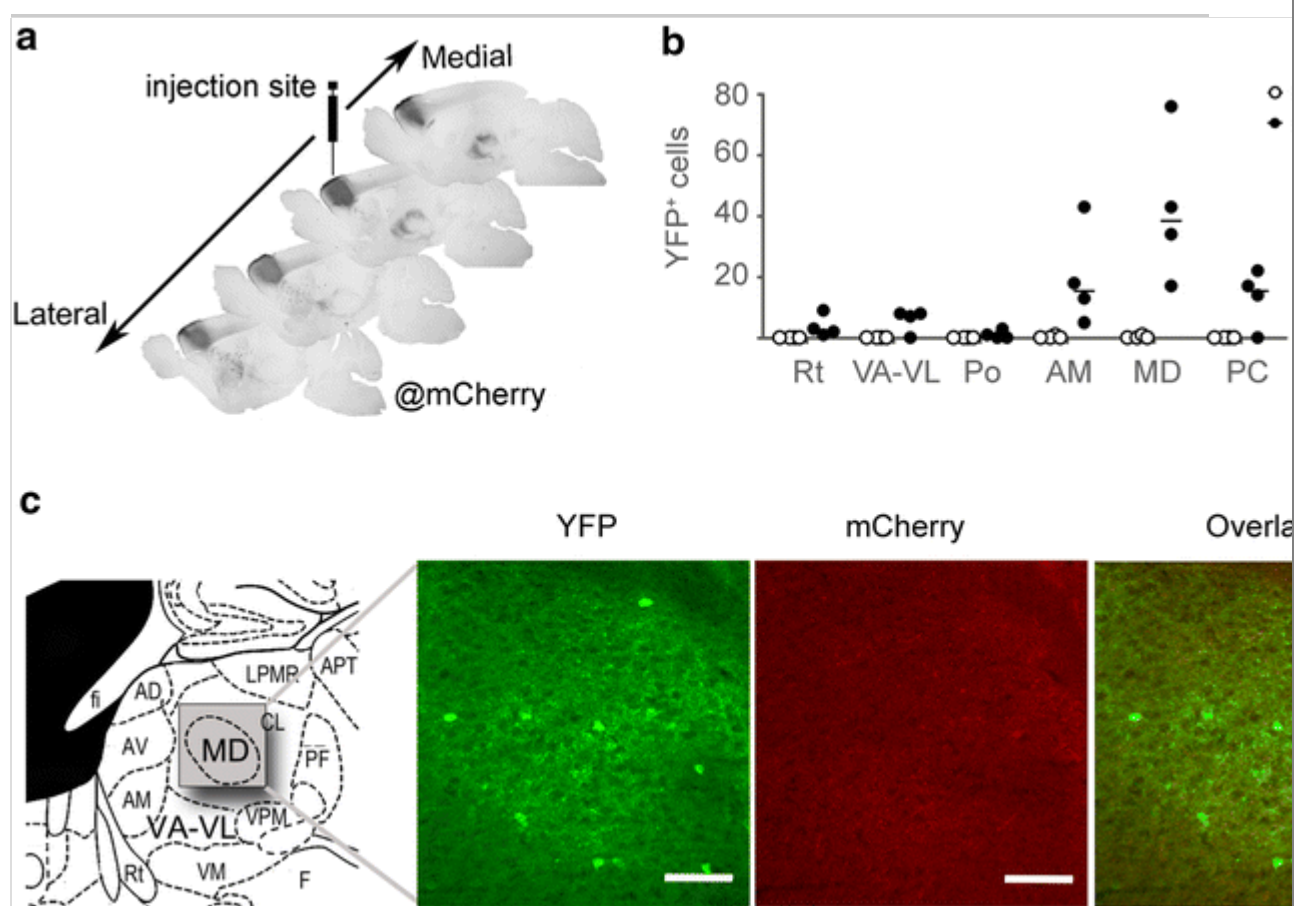 a
Medial
injection site
Lateral
@mCherry
b
YFP+ cells
80
60
40
20
Rt VA-VL Po AM MD PC
c
YFP mCherry Overla
LPMR APT
fi AD
CL
AV MD PF
AM
VA-VL VPM
Rt VM F